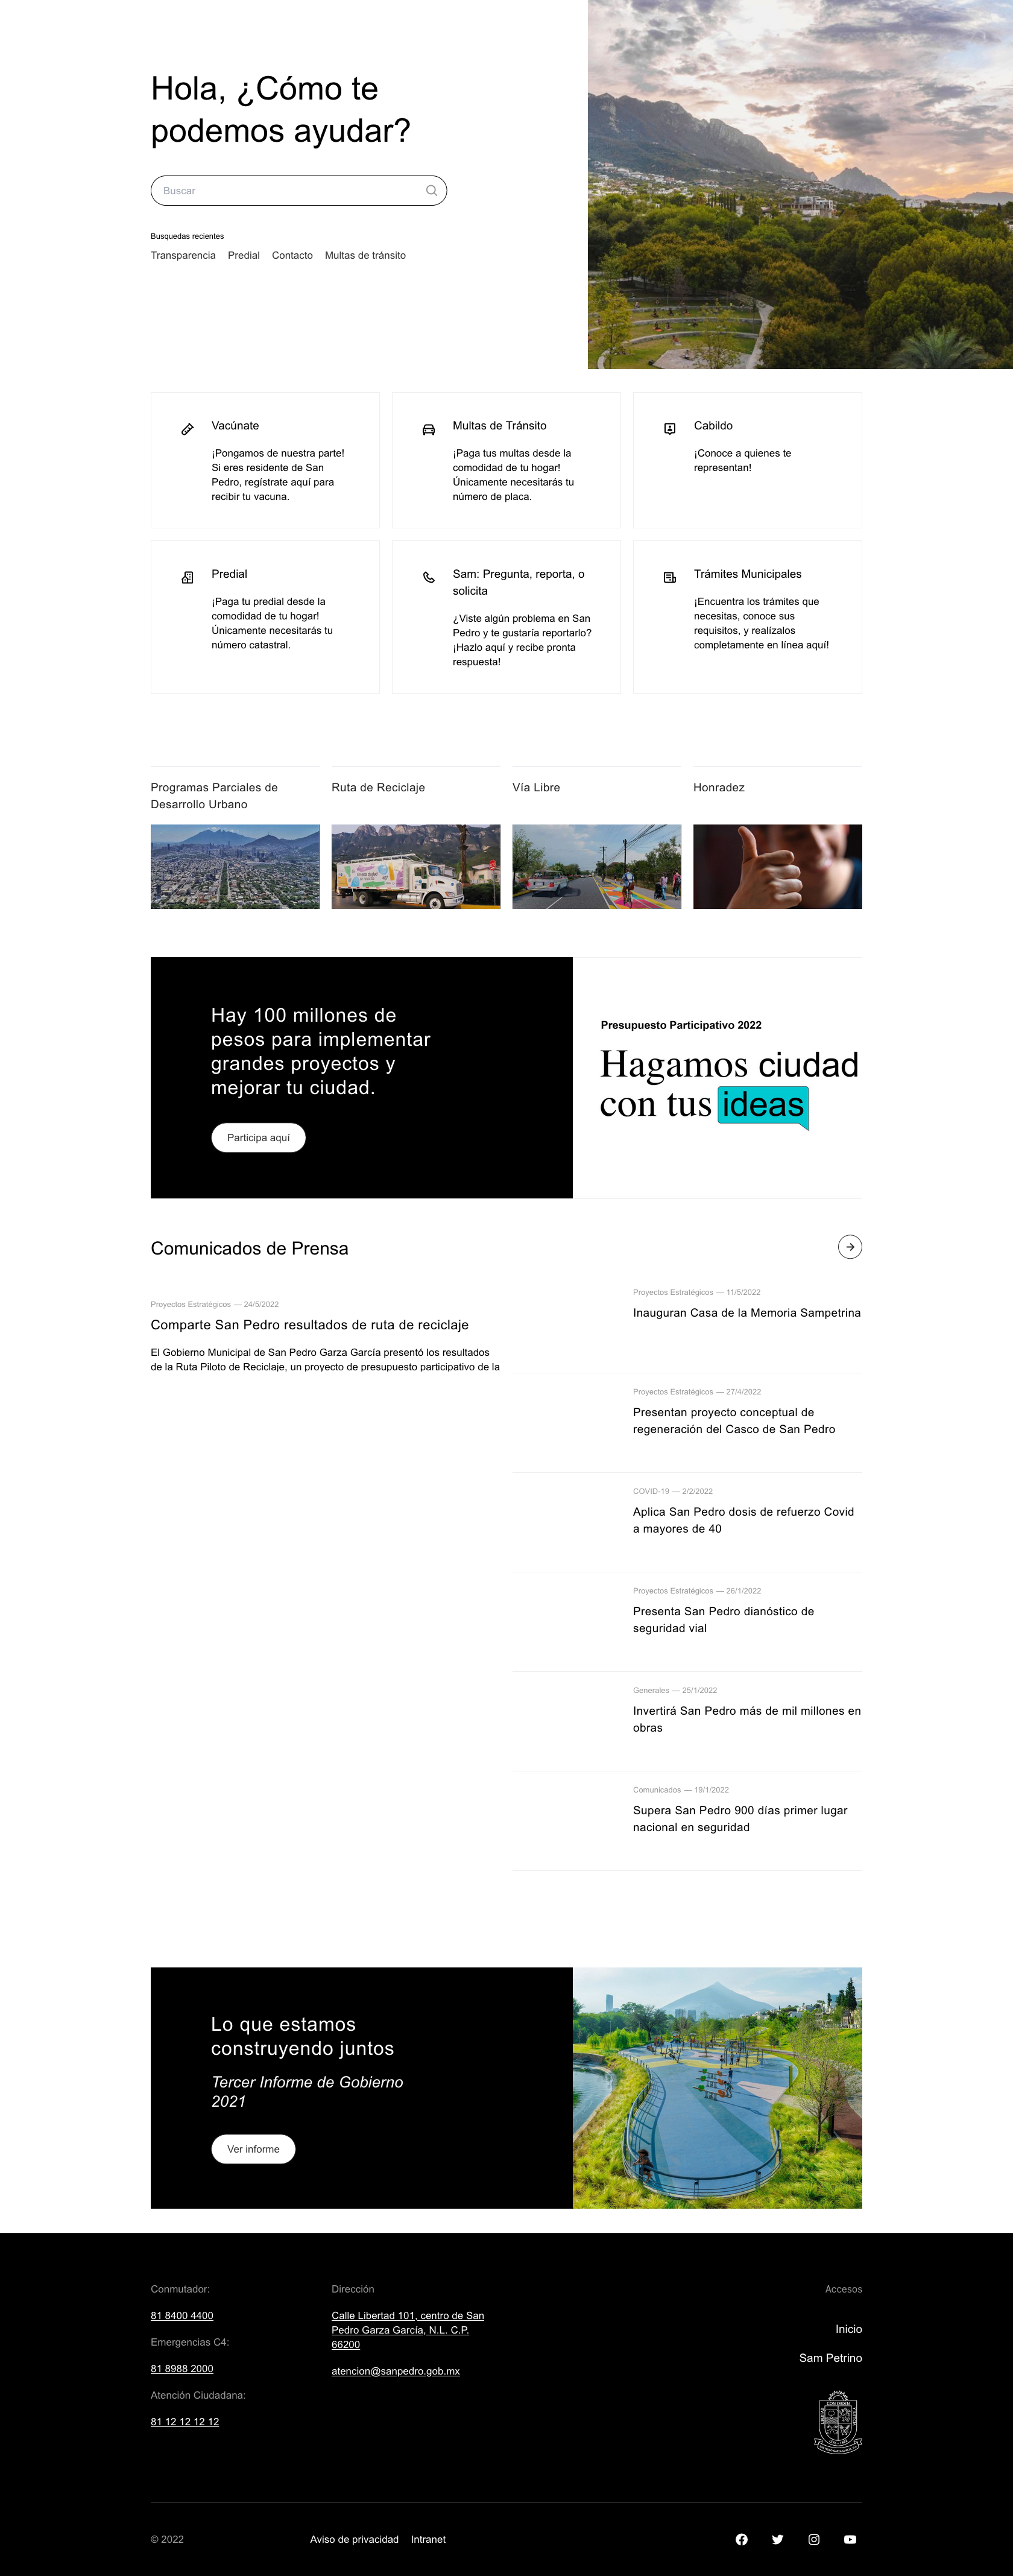 Hola, ¿Cómo te
podemos ayudar?
Buscar
Busquedas recientes
Transparencia Predial Contacto Multas de tránsito
Vacúnate
¡Pongamos de nuestra parte!
Si eres residente de San
Pedro, regístrate aquí para
recibir tu vacuna.
Multas de Tránsito
¡Paga tus multas desde la
comodidad de tu hogar!
Únicamente necesitarás tu
número de placa.
Cabildo
¡Conoce a quienes te
representan!
Predial
¡Paga tu predial desde la
comodidad de tu hogar!
Únicamente necesitarás tu
número catastral.
Sam: Pregunta, reporta, o
solicita
¿Viste algún problema en San
Pedro y te gustaría reportarlo?
¡Hazlo aquí y recibe pronta
respuesta!
Trámites Municipales
¡Encuentra los trámites que
necesitas, conoce sus
requisitos, y realízalos
completamente en línea aquí!
Programas Parciales de
Desarrollo Urbano
Ruta de Reciclaje
Vía Libre
Honradez
Hay 100 millones de
pesos para implementar
grandes proyectos y
mejorar tu ciudad.
Participa aquí
Presupuesto Participativo 2022
Hagamos ciudad
con tus ideas
Comunicados de Prensa
Proyectos Estratégicos — 24/5/2022
Comparte San Pedro resultados de ruta de reciclaje
El Gobierno Municipal de San Pedro Garza García presentó los resultados
de la Ruta Piloto de Reciclaje, un proyecto de presupuesto participativo de la
Proyectos Estratégicos — 11/5/2022
Inauguran Casa de la Memoria Sampetrina
Proyectos Estratégicos — 27/4/2022
Presentan proyecto conceptual de
regeneración del Casco de San Pedro
COVID-19 — 2/2/2022
Aplica San Pedro dosis de refuerzo Covid
a mayores de 40
Proyectos Estratégicos — 26/1/2022
Presenta San Pedro dianóstico de
seguridad vial
Generales — 25/1/2022
Invertirá San Pedro más de mil millones en
obras
Comunicados — 19/1/2022
Supera San Pedro 900 días primer lugar
nacional en seguridad
Lo que estamos
construyendo juntos
Tercer Informe de Gobierno
2021
Ver informe
Conmutador:
81 8400 4400
Emergencias C4:
81 8988 2000
Atención Ciudadana:
81 12 12 12 12
Dirección
Calle Libertad 101, centro de San
Pedro Garza García, N.L. C.P.
66200
atencion@sanpedro.gob.mx
Accesos
Inicio
Sam Petrino
CON ORDEN
© 2022
Aviso de privacidad Intranet